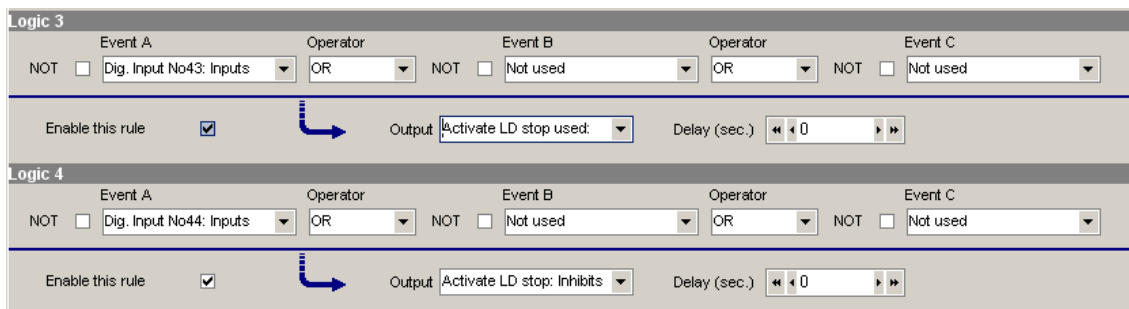 Logic 3
Event A Operator Event B Operator Event C
NOT Dig. Input No43: Inputs OR NOT Not used OR NOT Not used
Enable this rule Output Activate LD stop used: Delay (sec.) 0
Logic 4
Event A Operator Event B Operator Event C
NOT Dig. Input No44: Inputs OR NOT Not used OR NOT Not used
Enable this rule Output Activate LD stop: Inhibits Delay (sec.) 0